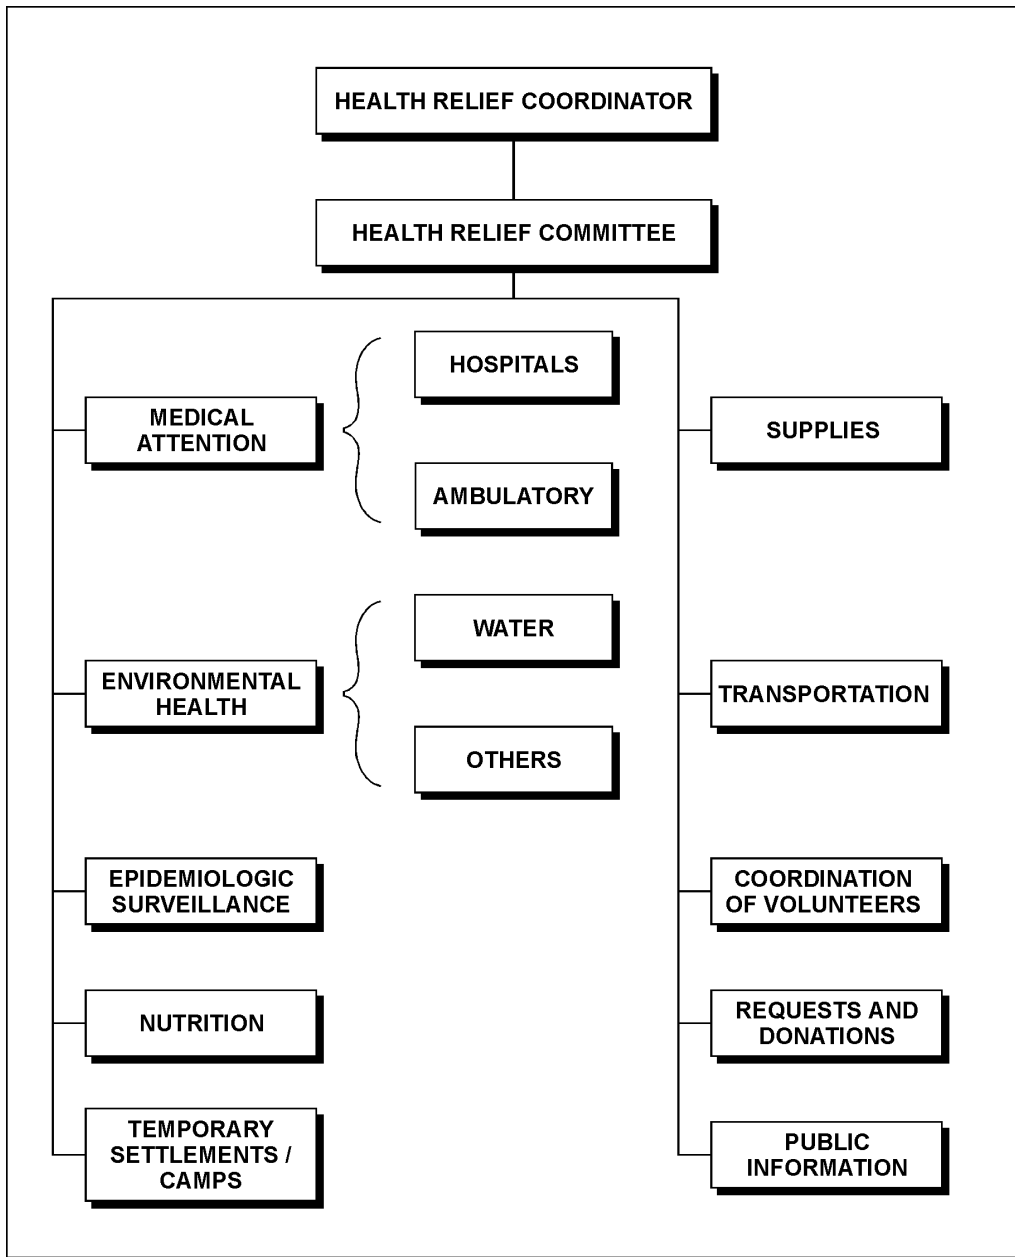 HEALTH RELIEF COORDINATOR
HEALTH RELIEF COMMITTEE
MEDICAL
ATTENTION
HOSPITALS
AMBULATORY
SUPPLIES
ENVIRONMENTAL
HEALTH
WATER
OTHERS
TRANSPORTATION
EPIDEMIOLOGIC
SURVEILLANCE
COORDINATION
OF VOLUNTEERS
NUTRITION
REQUESTS AND
DONATIONS
TEMPORARY
SETTLEMENTS /
CAMPS
PUBLIC
INFORMATION